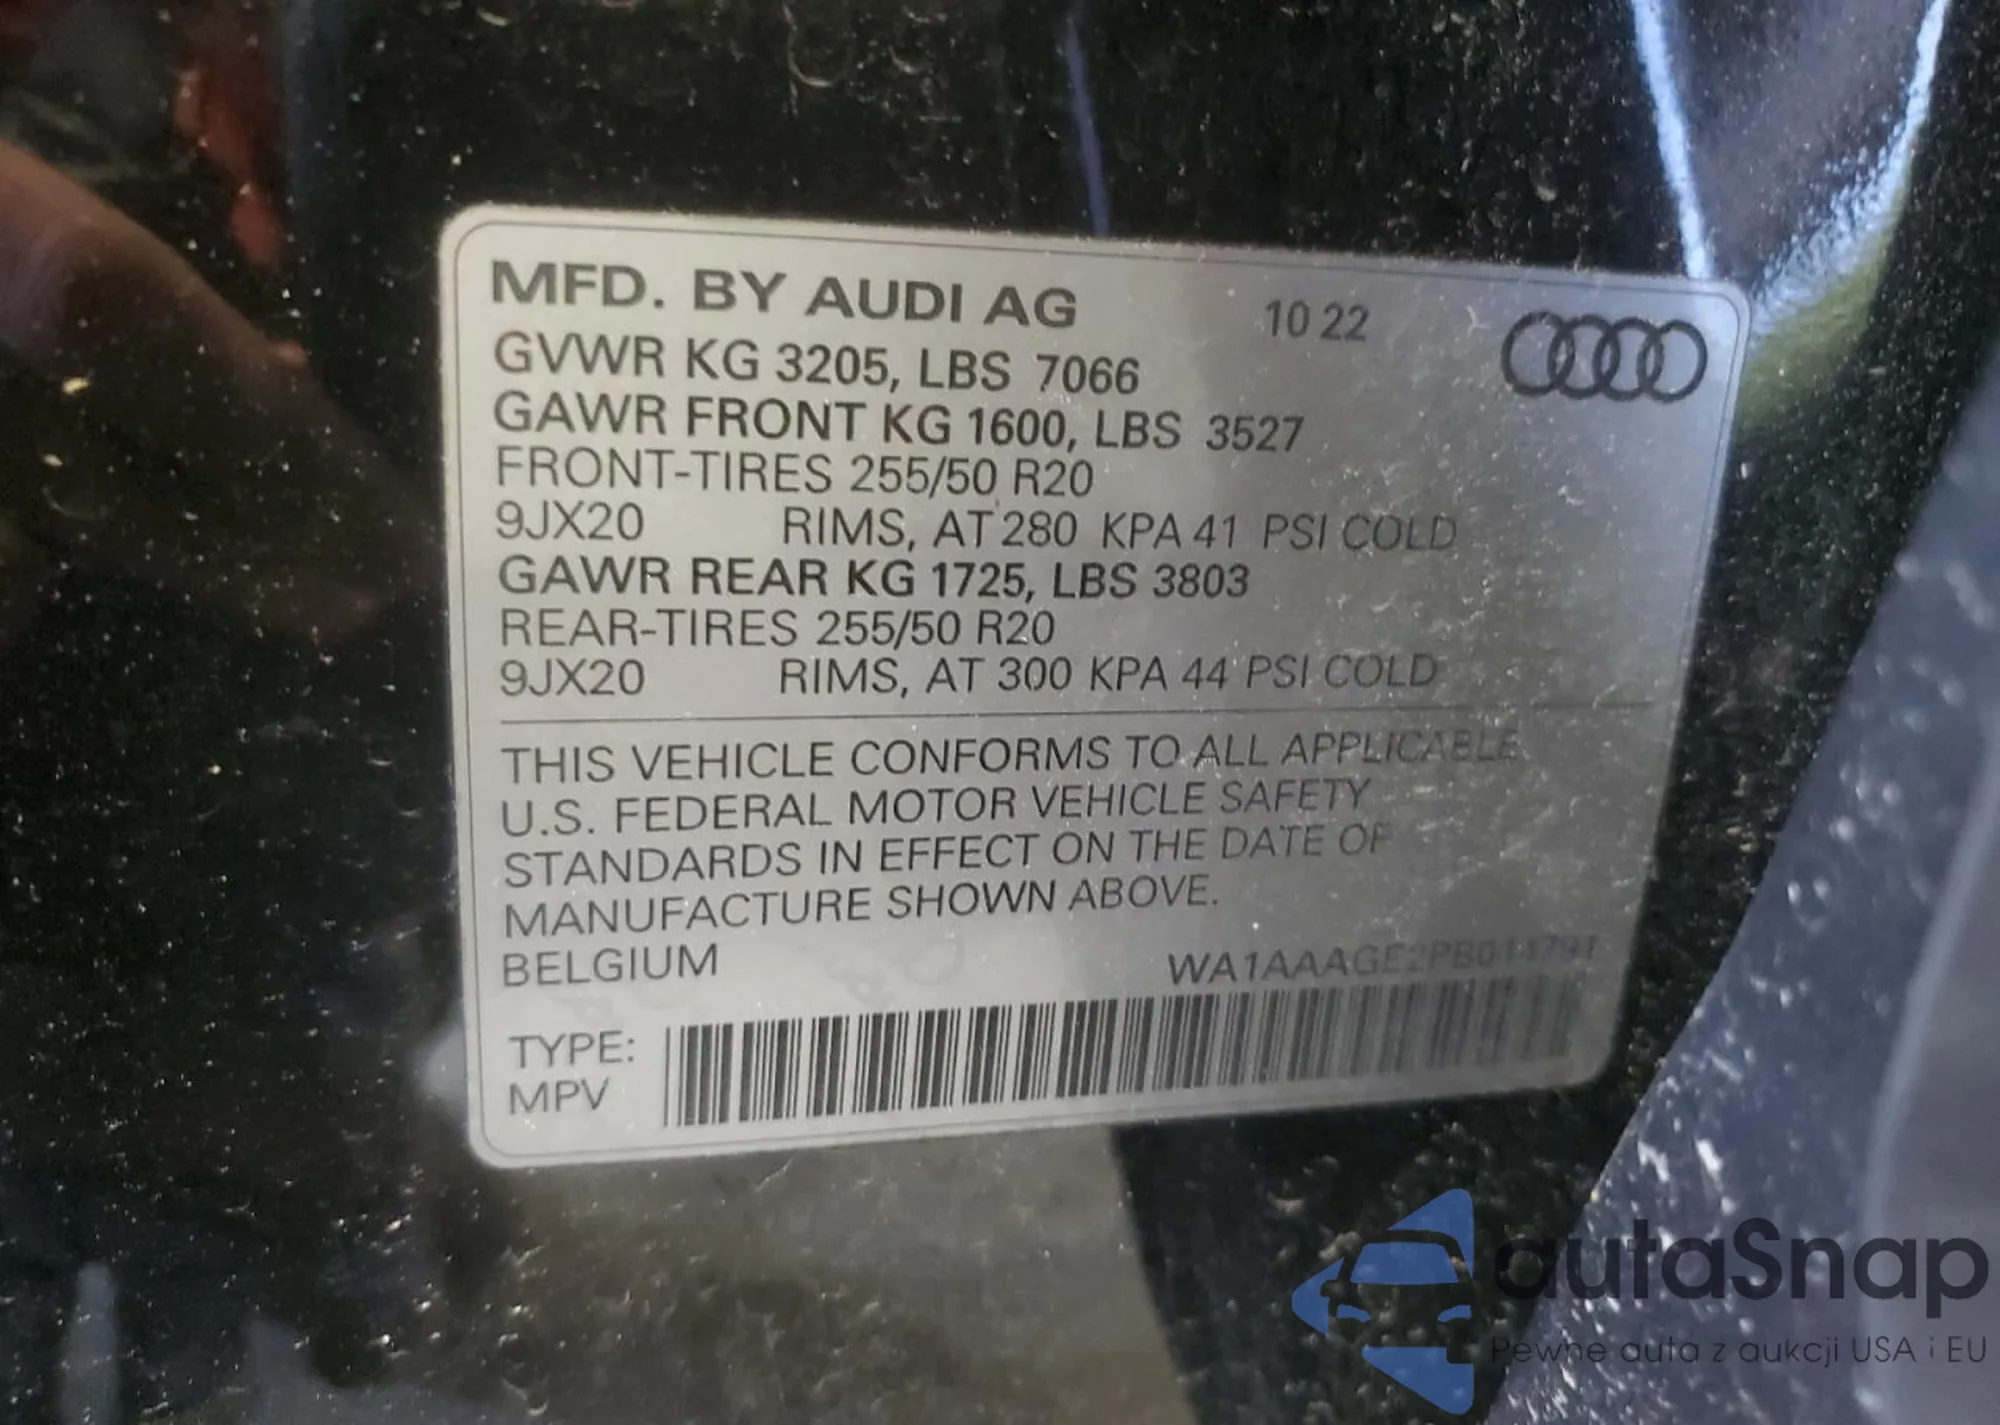 MFD. BY AUDI AG 10 22
GVWR KG 3205, LBS 7066
GAWR FRONT KG 1600, LBS 3527
FRONT-TIRES 255/50 R20
9JX20 RIMS, AT 280 KPA 41 PSI COLD
GAWR REAR KG 1725, LBS 3803
REAR-TIRES 255/50 R20
9JX20 RIMS, AT 300 KPA 44 PSI COLD
THIS VEHICLE CONFORMS TO ALL APPLICABLE
U.S. FEDERAL MOTOR VEHICLE SAFETY
STANDARDS IN EFFECT ON THE DATE OF
MANUFACTURE SHOWN ABOVE.
BELGIUM
TYPE:
MPV
autaSnap
Pewne auta z aukcji USA i EU